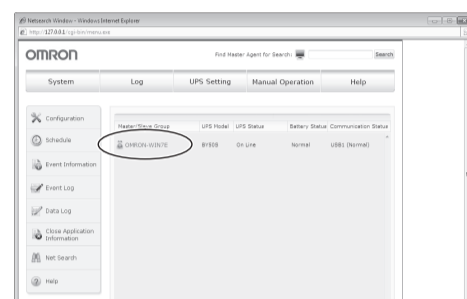 Netsearch Window - Windows Internet Explorer
http://127.0.0.1/cgi-bin/menu.exe
OMRON
Find Master Agent for Search:
Search
System Log UPS Setting Manual Operation Help
Configuration
Schedule
Event Information
Event Log
Data Log
Close Application
Information
Net Search
Help
Master/Slave Group UPS Model UPS Status Battery Status Communication Status
OMRON-WINTE BY50S On Line Normal USB1 (Normal)